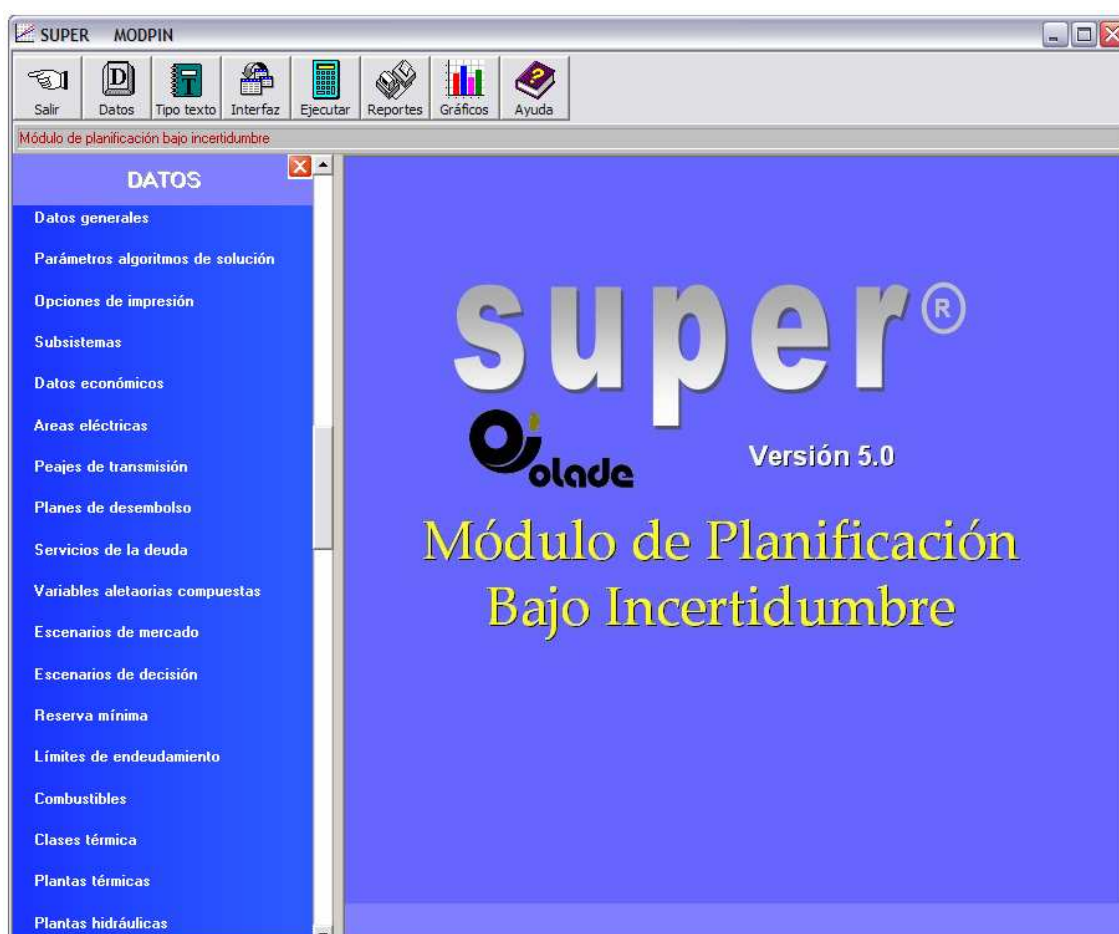 SUPER MODPIN
Salir
Datos
Tipo texto
Interfaz
Ejecutar
Reportes
Gráficos
Ayuda
Módulo de planificación bajo incertidumbre
DATOS
Datos generales
Parámetros algoritmos de solución
Opciones de impresión
Subsistemas
Datos económicos
Areas eléctricas
Peajes de transmisión
Planes de desembolso
Servicios de la deuda
Variables aletaorias compuestas
Escenarios de mercado
Escenarios de decisión
Reserva mínima
Límites de endeudamiento
Combustibles
Clases térmica
Plantas térmicas
Plantas hidráulicas
super®
olade
Versión 5.0
Módulo de Planificación
Bajo Incertidumbre